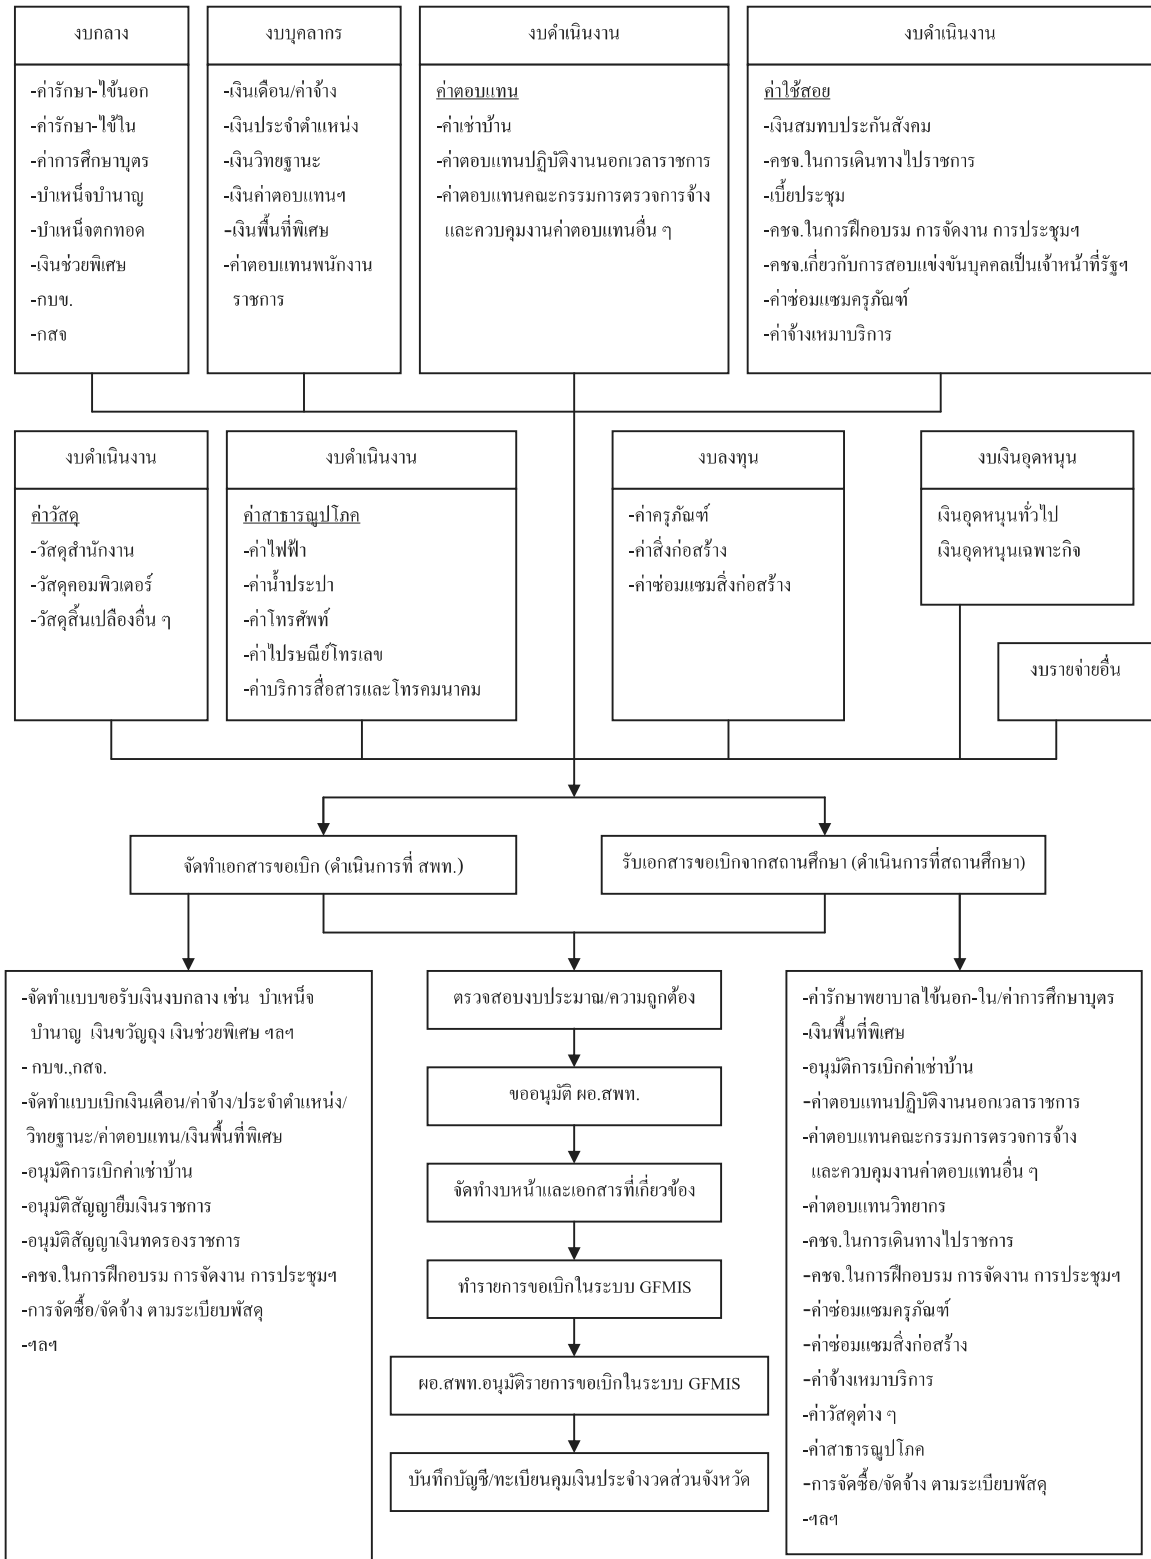 งบกลาง
-ค่ารักษา-ไข้นอก
-ค่ารักษา-ไข้ใน
-ค่าการศึกษาบุตร
-บำเหน็จบำนาญ
-บำเหน็จตกทอด
-เงินช่วยพิเศษ
-กบข.
-กสจ
งบบุคลากร
-เงินเดือน/ค่าจ้าง
-เงินประจำตำแหน่ง
-เงินวิทยฐานะ
-เงินค่าตอบแทนฯ
-เงินพื้นที่พิเศษ
-ค่าตอบแทนพนักงาน
ราชการ
งบดำเนินงาน
ค่าตอบแทน
-ค่าเช่าบ้าน
-ค่าตอบแทนปฏิบัติงานนอกเวลาราชการ
-ค่าตอบแทนคณะกรรมการตรวจการจ้าง
และควบคุมงานค่าตอบแทนอื่น ๆ
งบดำเนินงาน
ค่าใช้สอย
-เงินสมทบประกันสังคม
-คชจ.ในการเดินทางไปราชการ
-เบี้ยประชุม
-คชจ.ในการฝึกอบรม การจัดงาน การประชุมฯ
-คชจ.เกี่ยวกับการสอบแข่งขันบุคคลเป็นเจ้าหน้าที่รัฐฯ
-ค่าซ่อมแซมครุภัณฑ์
-ค่าจ้างเหมาบริการ
งบดำเนินงาน
ค่าวัสดุ
-วัสดุสำนักงาน
-วัสดุคอมพิวเตอร์
-วัสดุสิ้นเปลืองอื่น ๆ
งบดำเนินงาน
ค่าสาธารณูปโภค
-ค่าไฟฟ้า
-ค่าน้ำประปา
-ค่าโทรศัพท์
-ค่าไปรษณีย์โทรเลข
-ค่าบริการสื่อสารและโทรคมนาคม
งบลงทุน
-ค่าครุภัณฑ์
-ค่าสิ่งก่อสร้าง
-ค่าซ่อมแซมสิ่งก่อสร้าง
งบเงินอุดหนุน
เงินอุดหนุนทั่วไป
เงินอุดหนุนเฉพาะกิจ
งบรายจ่ายอื่น
จัดทำเอกสารขอเบิก (ดำเนินการที่ สพท.)
รับเอกสารขอเบิกจากสถานศึกษา (ดำเนินการที่สถานศึกษา)
-จัดทำแบบขอรับเงินงบกลาง เช่น บำเหน็จ
บำนาญ เงินขวัญถุง เงินช่วยพิเศษ ฯลฯ
- กบข.,กสจ.
-จัดทำแบบเบิกเงินเดือน/ค่าจ้าง/ประจำตำแหน่ง/
วิทยฐานะ/ค่าตอบแทน/เงินพื้นที่พิเศษ
-อนุมัติการเบิกค่าเช่าบ้าน
-อนุมัติสัญญายืมเงินราชการ
-อนุมัติสัญญาเงินทดรองราชการ
-คชจ.ในการฝึกอบรม การจัดงาน การประชุมฯ
-การจัดซื้อ/จัดจ้าง ตามระเบียบพัสดุ
-ฯลฯ
ตรวจสอบงบประมาณ/ความถูกต้อง
ขออนุมัติ ผอ.สพท.
จัดทำงบหน้าและเอกสารที่เกี่ยวข้อง
ทำรายการขอเบิกในระบบ GFMIS
ผอ.สพท.อนุมัติรายการขอเบิกในระบบ GFMIS
บันทึกบัญชี/ทะเบียนคุมเงินประจำงวดส่วนจังหวัด
-ค่ารักษาพยาบาลไข้นอก-ใน/ค่าการศึกษาบุตร
-เงินพื้นที่พิเศษ
-อนุมัติการเบิกค่าเช่าบ้าน
-ค่าตอบแทนปฏิบัติงานนอกเวลาราชการ
-ค่าตอบแทนคณะกรรมการตรวจการจ้าง
และควบคุมงานค่าตอบแทนอื่น ๆ
-ค่าตอบแทนวิทยากร
-คชจ.ในการเดินทางไปราชการ
-คชจ.ในการฝึกอบรม การจัดงาน การประชุมฯ
-ค่าซ่อมแซมครุภัณฑ์
-ค่าซ่อมแซมสิ่งก่อสร้าง
-ค่าจ้างเหมาบริการ
-ค่าวัสดุต่าง ๆ
-ค่าสาธารณูปโภค
-การจัดซื้อ/จัดจ้าง ตามระเบียบพัสดุ
-ฯลฯ